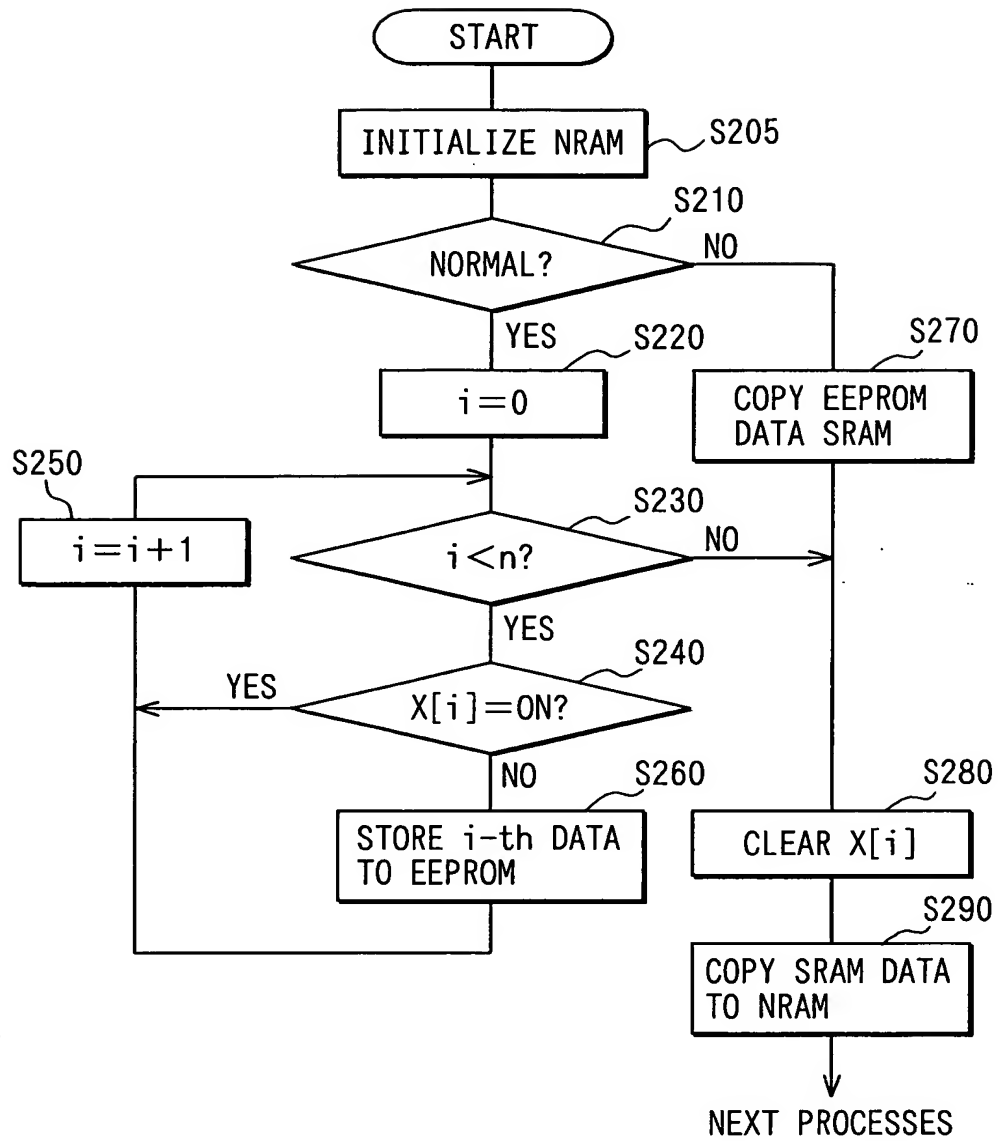 START
INITIALIZE NRAM
S205
S210
NORMAL?
NO
YES
S220
i=0
S270
COPY EEPROM
DATA SRAM
S250
i=i+1
S230
i<n?
NO
YES
S240
X[i]=ON?
YES
NO
S260
STORE i-th DATA
TO EEPROM
S280
CLEAR X[i]
S290
COPY SRAM DATA
TO NRAM
NEXT PROCESSES